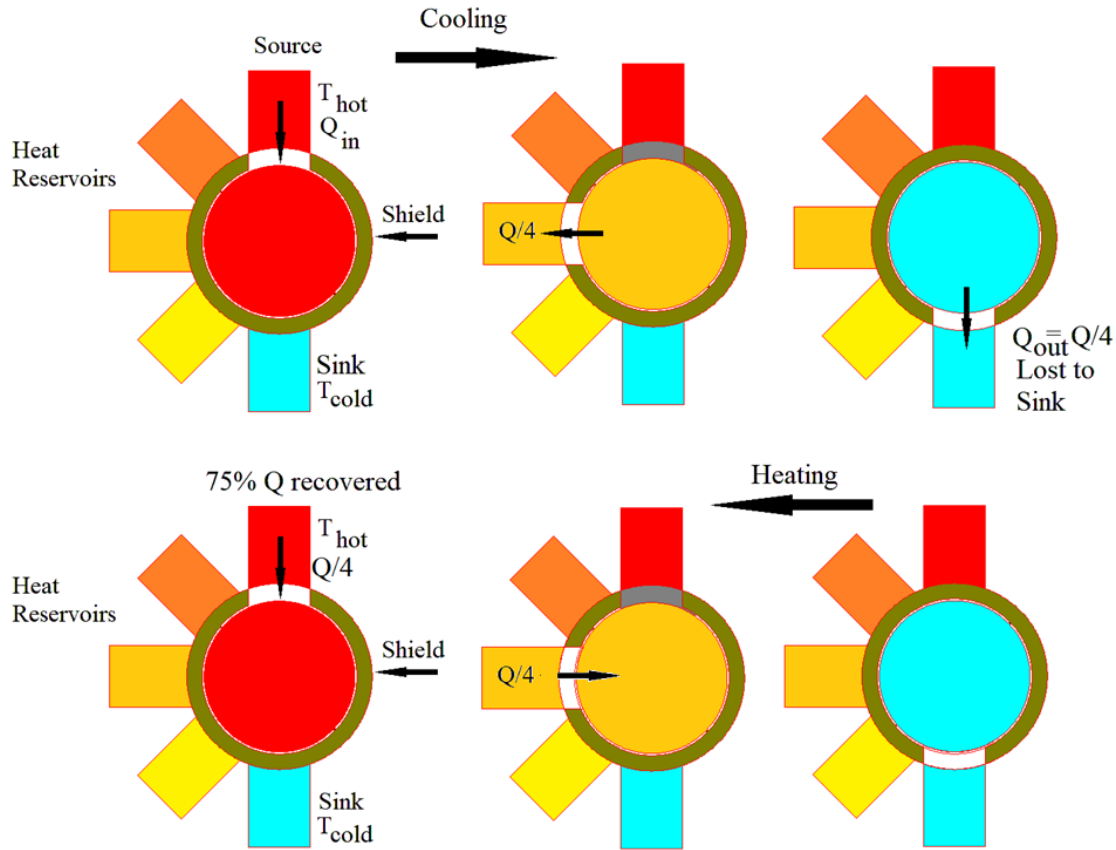 Cooling
Source
T hot
Q in
Heat
Reservoirs
Shield
Q/4
Sink
T cold
Q out = Q/4
Lost to
Sink
75% Q recovered
Heating
T hot
Q/4
Heat
Reservoirs
Shield
Q/4
Sink
T cold